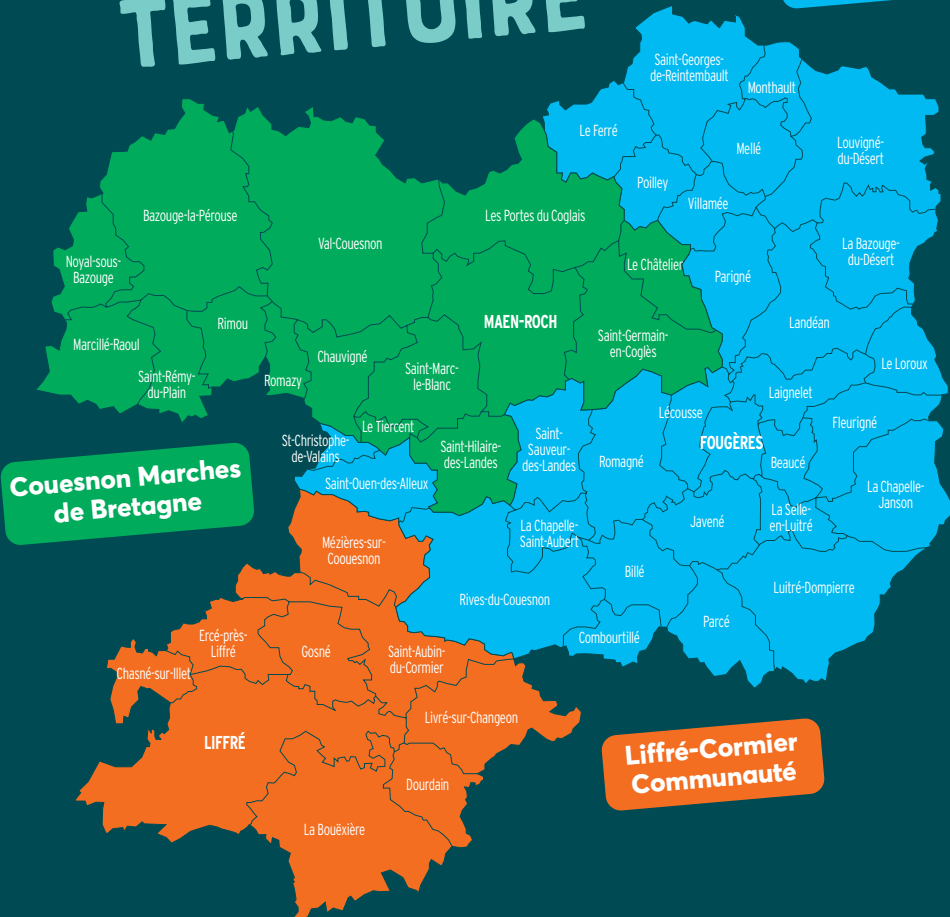 TERRITOIRE
Saint-Georges-
de-Reintembault
Monthault
Le Ferré
Mellé
Louvigné-
du-Désert
Poilley
Villamée
Bazouge-la-Pérouse
Les Portes du Coglais
Val-Couesnon
La Bazouge-
du-Désert
Noyal-sous-
Bazouge
Le Châtelier
Parigné
Rimou
MAEN-ROCH
Landéan
Marcillé-Raoul
Saint-Germain-
en-Coglès
Chauvigné
Le Loroux
Saint-Rémy-
du-Plain
Romazy
Saint-Marc-
le-Blanc
Laignelet
Lécousse
Fleurigné
Le Tiercent
St-Christophe-
de-Valains
Saint-Hilaire-
des-Landes
Saint-
Sauveur-
des-Landes
Romagné
FOUGÈRES
Beaucé
Couesnon Marches
de Bretagne
Saint-Ouen-des-Alleux
La Chapelle-
Janson
La Chapelle-
Saint-Aubert
Javené
La Selle-
en-Luitré
Mézières-sur-
Coouesnon
Billé
Luitré-Dompierre
Rives-du-Couesnon
Parcé
Combourtillé
Ercé-près-
Liffré
Gosné
Saint-Aubin-
du-Cormier
Chasné-sur-Illet
Livré-sur-Changeon
LIFFRÉ
Liffré-Cormier
Communauté
Dourdain
La Bouëxière